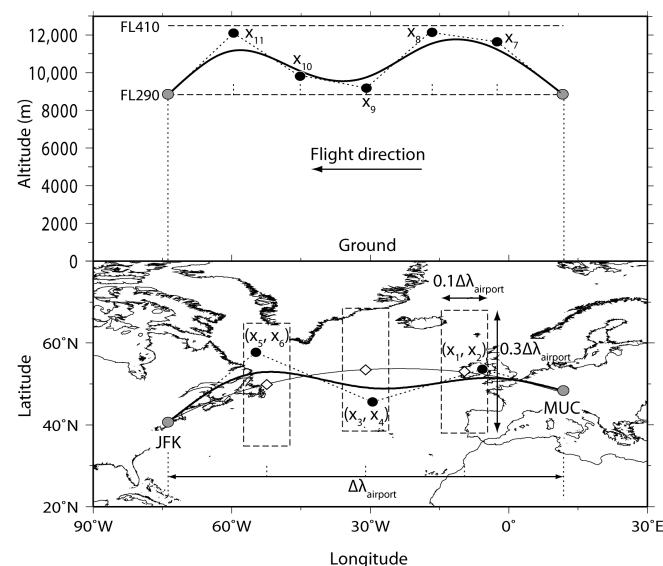 FL410
12,000
x11
x8
x7
x10
10,000
FL290
x9
8000
6000
4000
2000
0
Altitude (m)
Flight direction
Ground
0.1Δλairport
(x5, x6)
(x1, x2)
0.3Δλairport
60°N
(x3, x4)
40°N
JFK
MUC
Δλairport
20°N
Latitude
90°W
60°W
30°W
0°
30°E
Longitude